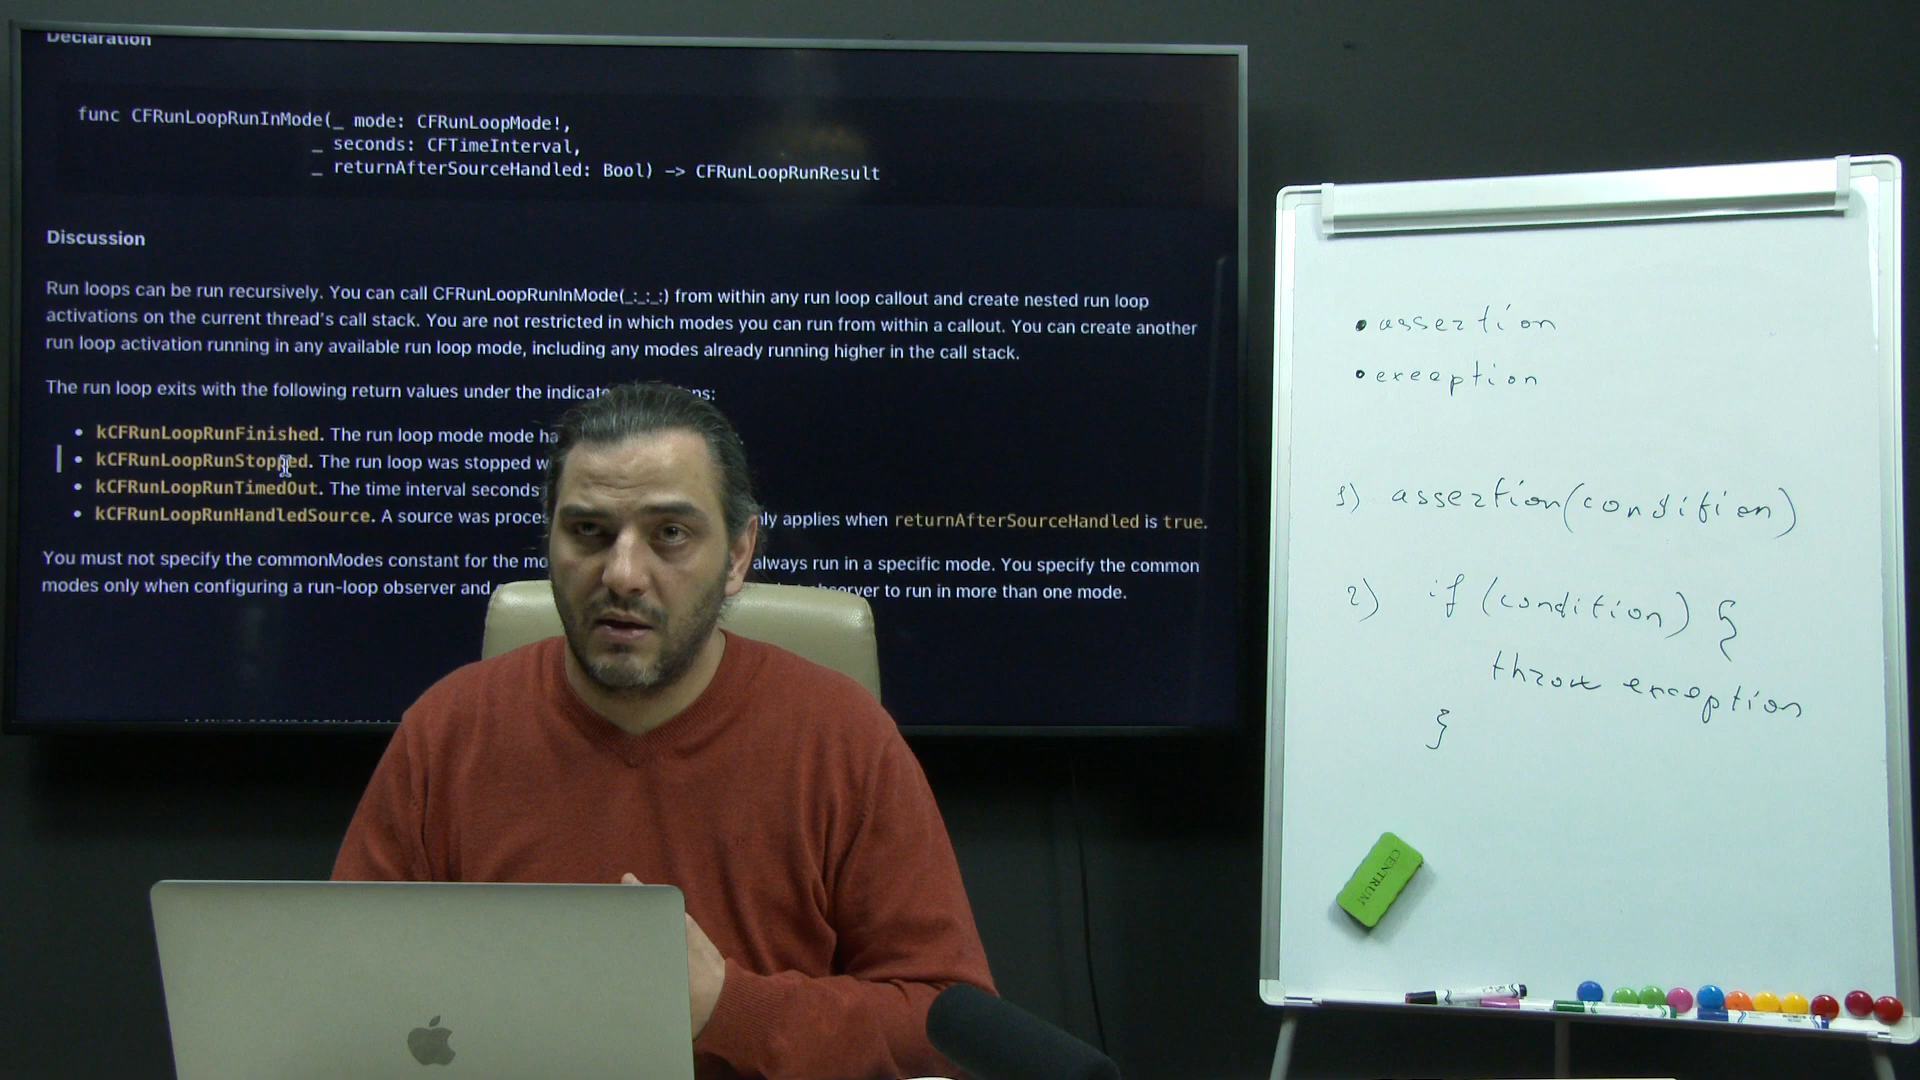 Declaration
func CFRunLoopRunInMode(_ mode: CFRunLoopMode!,
_ seconds: CFTimeInterval,
_ returnAfterSourceHandled: Bool) -> CFRunLoopRunResult
Discussion
Run loops can be run recursively. You can call CFRunLoopRunInMode(_:_:_:) from within any run loop callout and create nested run loop
activations on the current thread's call stack. You are not restricted in which modes you can run from within a callout. You can create another
run loop activation running in any available run loop mode, including any modes already running higher in the call stack.
The run loop exits with the following return values under the indicate ns:
• kCFRunLoopRunFinished. The run loop mode mode ha
• kCFRunLoopRunStopped. The run loop was stopped w
• kCFRunLoopRunTimedOut. The time interval seconds
• kCFRunLoopRunHandledSource. A source was proces nly applies when returnAfterSourceHandled is true.
You must not specify the commonModes constant for the mo always run in a specific mode. You specify the common
modes only when configuring a run-loop observer and observer to run in more than one mode.
• assertion
• exception
1) assertion(condition)
2) if (condition) {
throw exception
}
CENTRUM